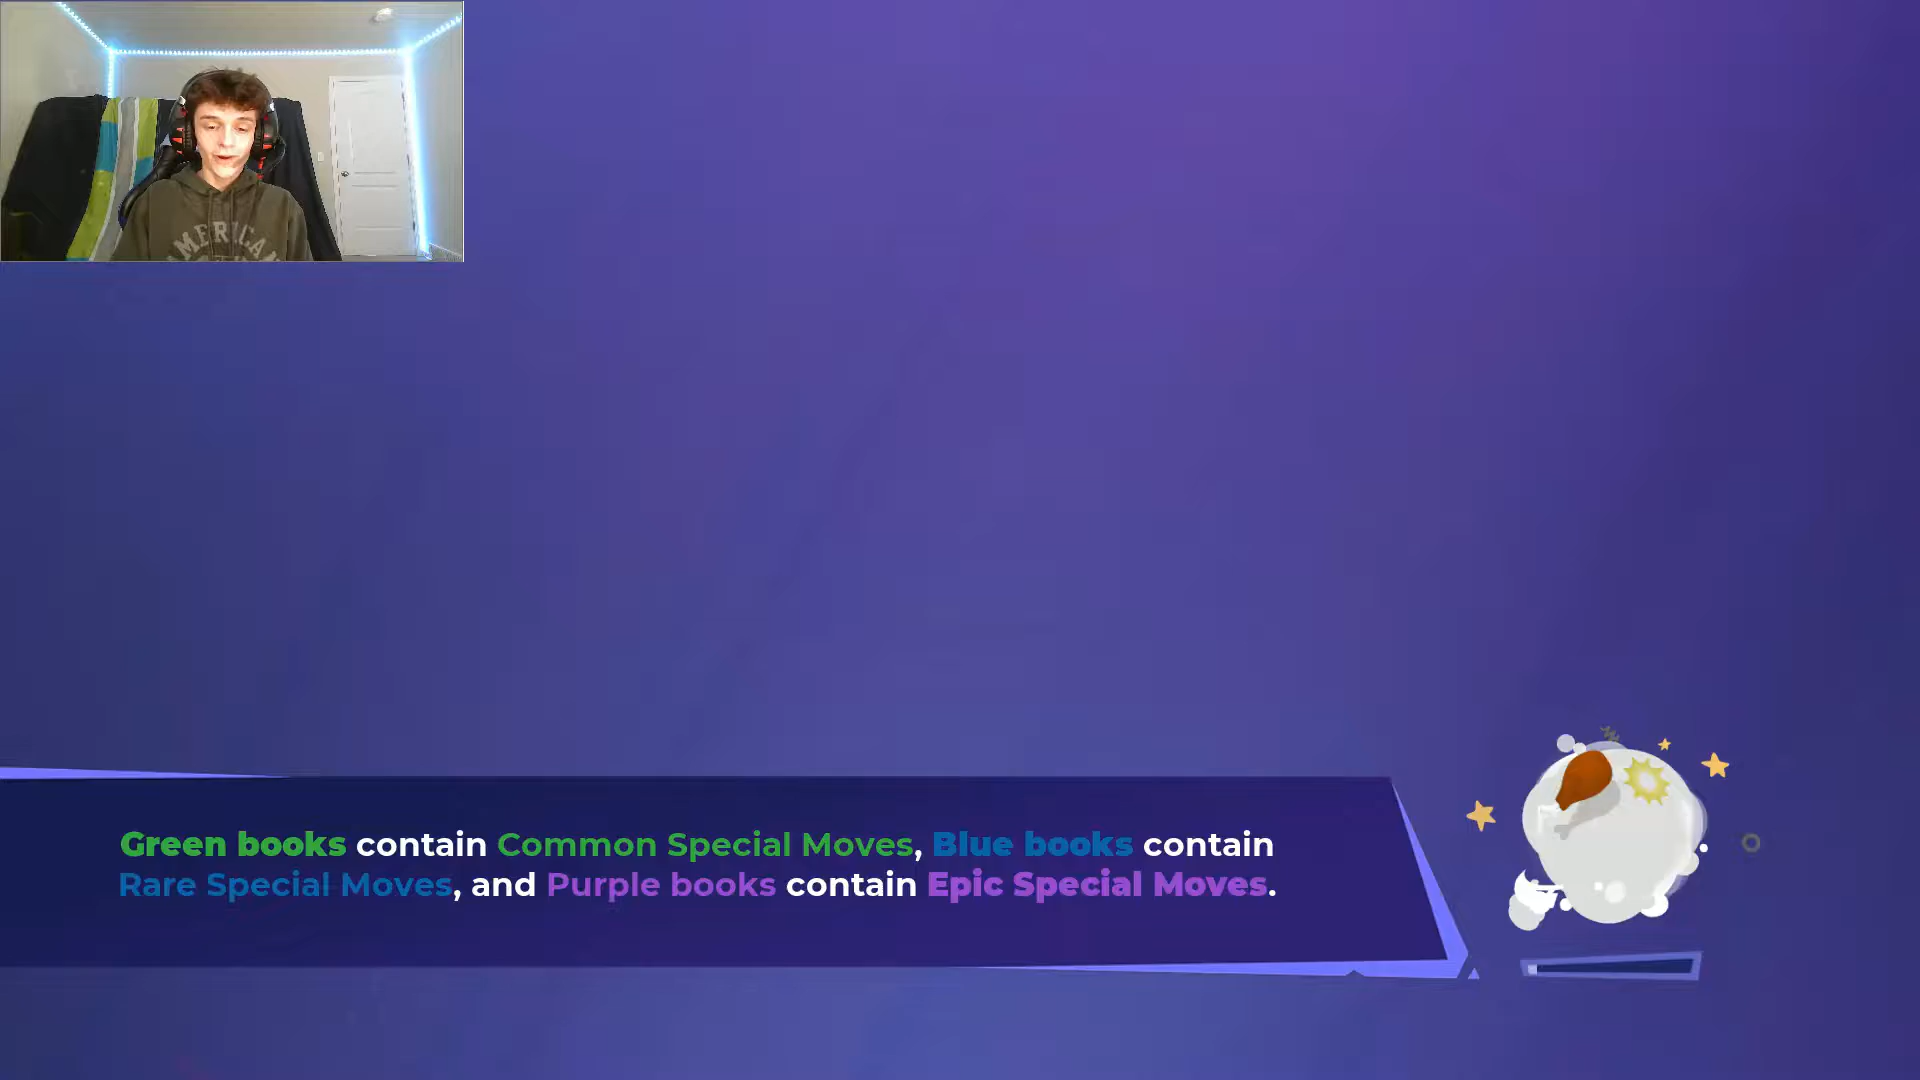 AMERICAN
Green books contain Common Special Moves, Blue books contain
Rare Special Moves, and Purple books contain Epic Special Moves.